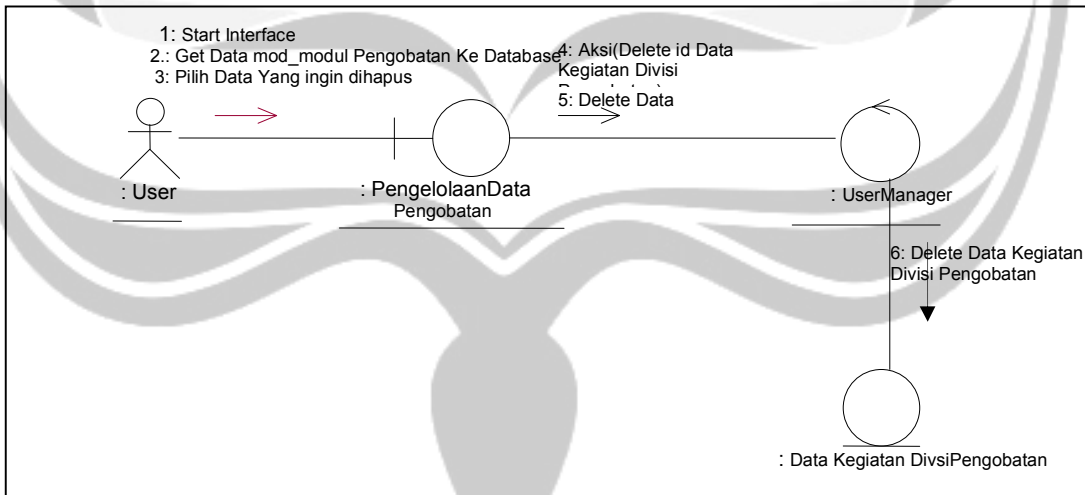 1: Start Interface
2.: Get Data mod_modul Pengobatan Ke Database
3: Pilih Data Yang ingin dihapus
4: Aksi(Delete id Data
Kegiatan Divisi
5: Delete Data
: User
: PengelolaanData
Pengobatan
: UserManager
6: Delete Data Kegiatan
Divisi Pengobatan
: Data Kegiatan DivsiPengobatan